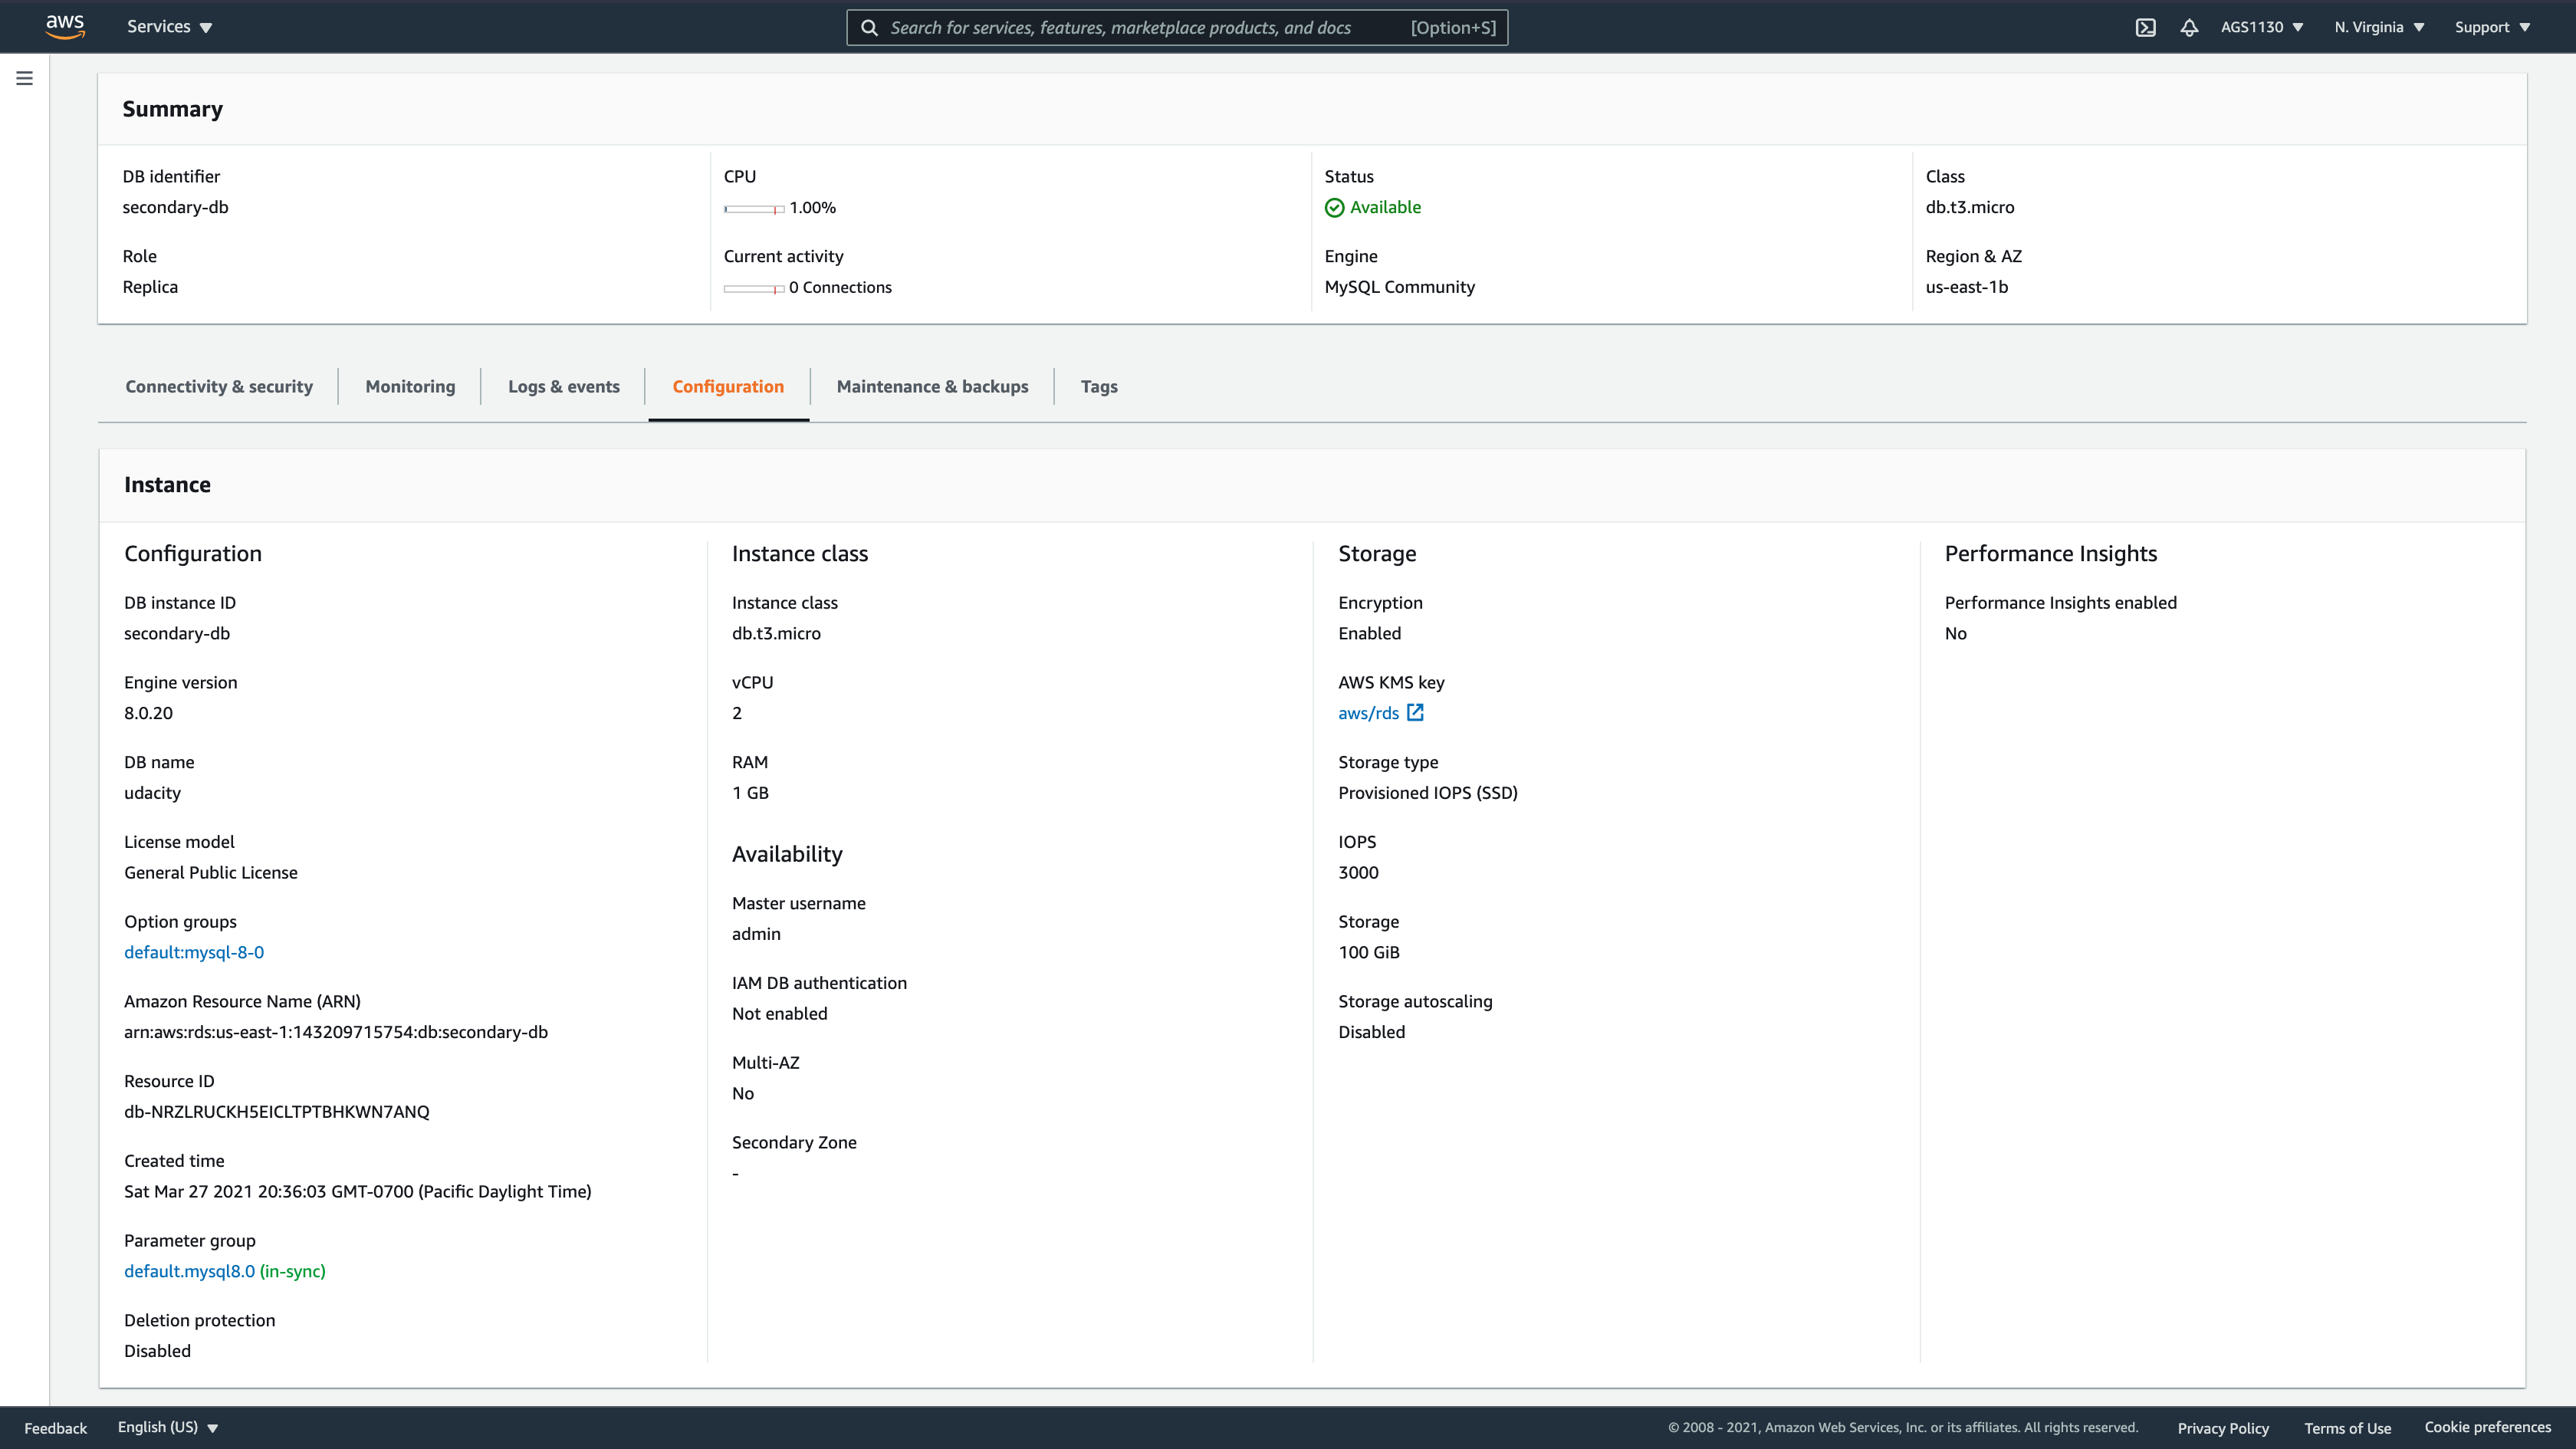 aws
Services
Search for services, features, marketplace products, and docs [Option+S]
AGS1130
N. Virginia
Support
Summary
DB identifier
secondary-db
Role
Replica
CPU
1.00%
Current activity
0 Connections
Status
Available
Engine
MySQL Community
Class
db.t3.micro
Region & AZ
us-east-1b
Connectivity & security
Monitoring
Logs & events
Configuration
Maintenance & backups
Tags
Instance
Configuration
DB instance ID
secondary-db
Engine version
8.0.20
DB name
udacity
License model
General Public License
Option groups
default:mysql-8-0
Amazon Resource Name (ARN)
arn:aws:rds:us-east-1:143209715754:db:secondary-db
Resource ID
db-NRZLRUCKH5EICLTPTBHKWN7ANQ
Created time
Sat Mar 27 2021 20:36:03 GMT-0700 (Pacific Daylight Time)
Parameter group
default.mysql8.0 (in-sync)
Deletion protection
Disabled
Instance class
Instance class
db.t3.micro
vCPU
2
RAM
1 GB
Availability
Master username
admin
IAM DB authentication
Not enabled
Multi-AZ
No
Secondary Zone
-
Storage
Encryption
Enabled
AWS KMS key
aws/rds
Storage type
Provisioned IOPS (SSD)
IOPS
3000
Storage
100 GiB
Storage autoscaling
Disabled
Performance Insights
Performance Insights enabled
No
Feedback
English (US)
© 2008 - 2021, Amazon Web Services, Inc. or its affiliates. All rights reserved.
Privacy Policy
Terms of Use
Cookie preferences